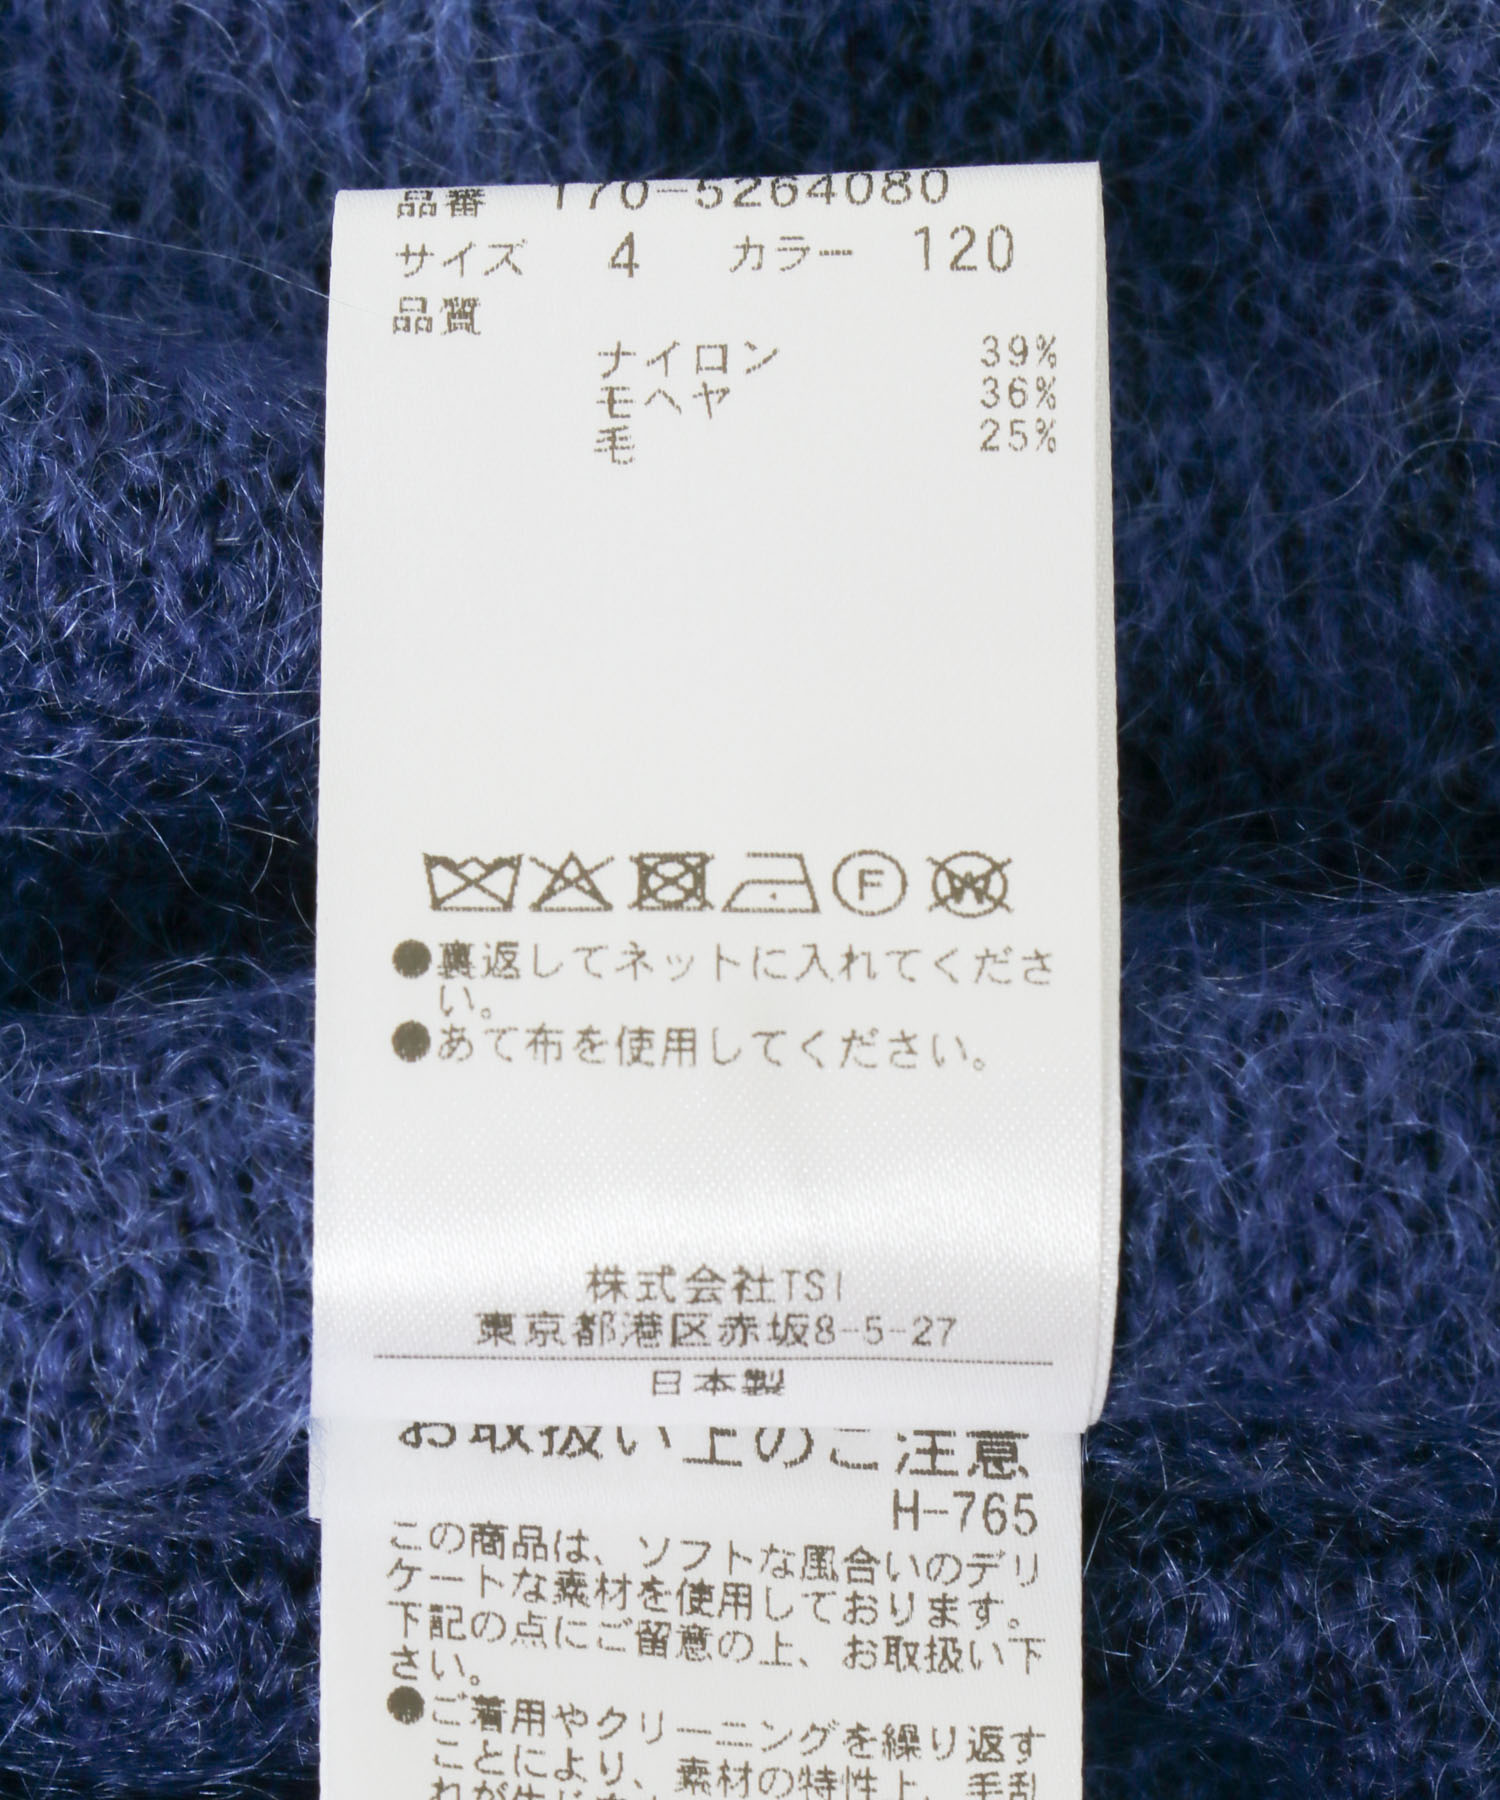 品番 170-5264080
サイズ 4 カラー 120
品質
ナイロン 39%
モヘヤ 36%
毛 25%
F W
●裏返してネットに入れてくださ
い。
●あて布を使用してください。
株式会社TSI
東京都港区赤坂8-5-27
日本製
お取扱い上のご注意
H-765
この商品は、ソフトな風合いのデリ
ケートな素材を使用しております。
下記の点にご留意の上、お取扱い下
さい。
●ご着用やクリーニングを繰り返す
ことにより、素材の特性上、毛乱
れが生じ